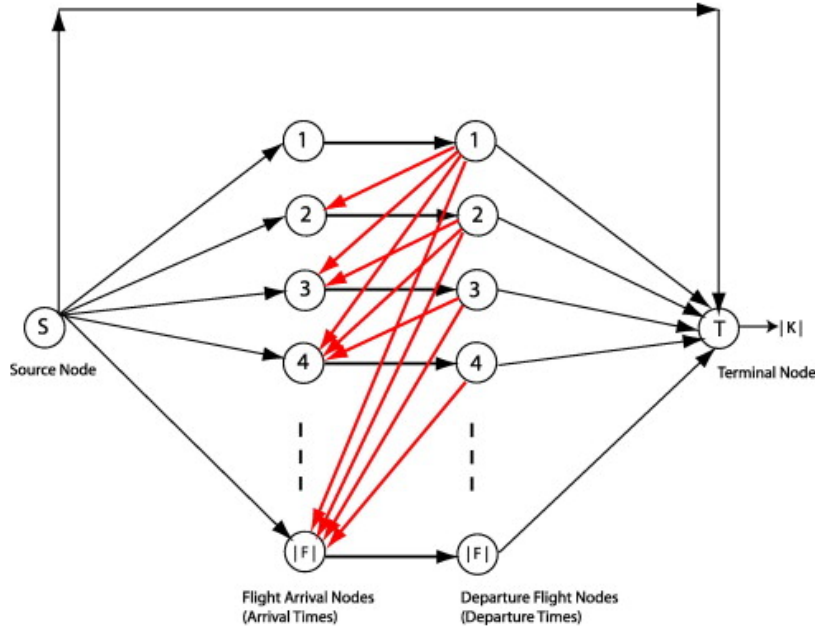 1 1
2 2
3 3
S T |K|
4 4
Source Node Terminal Node
|F| |F|
Flight Arrival Nodes
(Arrival Times)
Departure Flight Nodes
(Departure Times)